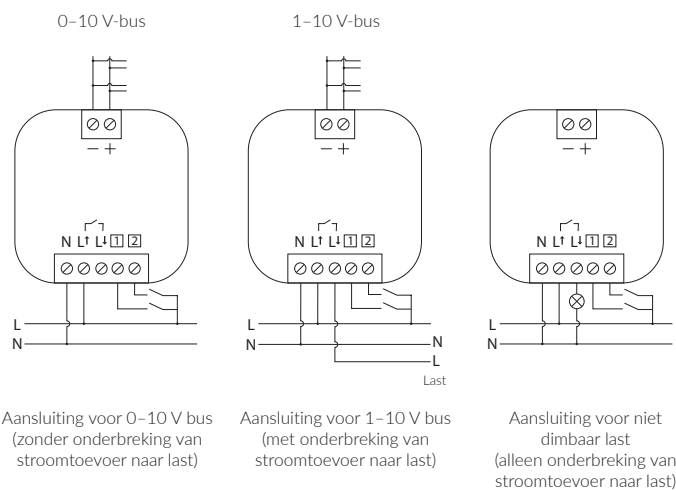 0–10 V-bus
1–10 V-bus
– +
– +
– +
N L↑ L↓ 1 2
N L↑ L↓ 1 2
N L↑ L↓ 1 2
L
N
L
N
N
L
Last
L
N
Aansluiting voor 0–10 V bus
(zonder onderbreking van
stroomtoevoer naar last)
Aansluiting voor 1–10 V bus
(met onderbreking van
stroomtoevoer naar last)
Aansluiting voor niet
dimbaar last
(alleen onderbreking van
stroomtoevoer naar last)